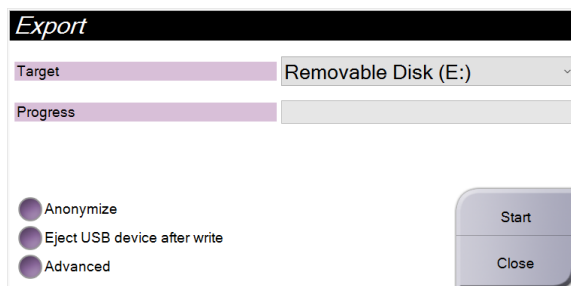 Export
Target
Removable Disk (E:)
Progress
Anonymize
Eject USB device after write
Advanced
Start
Close